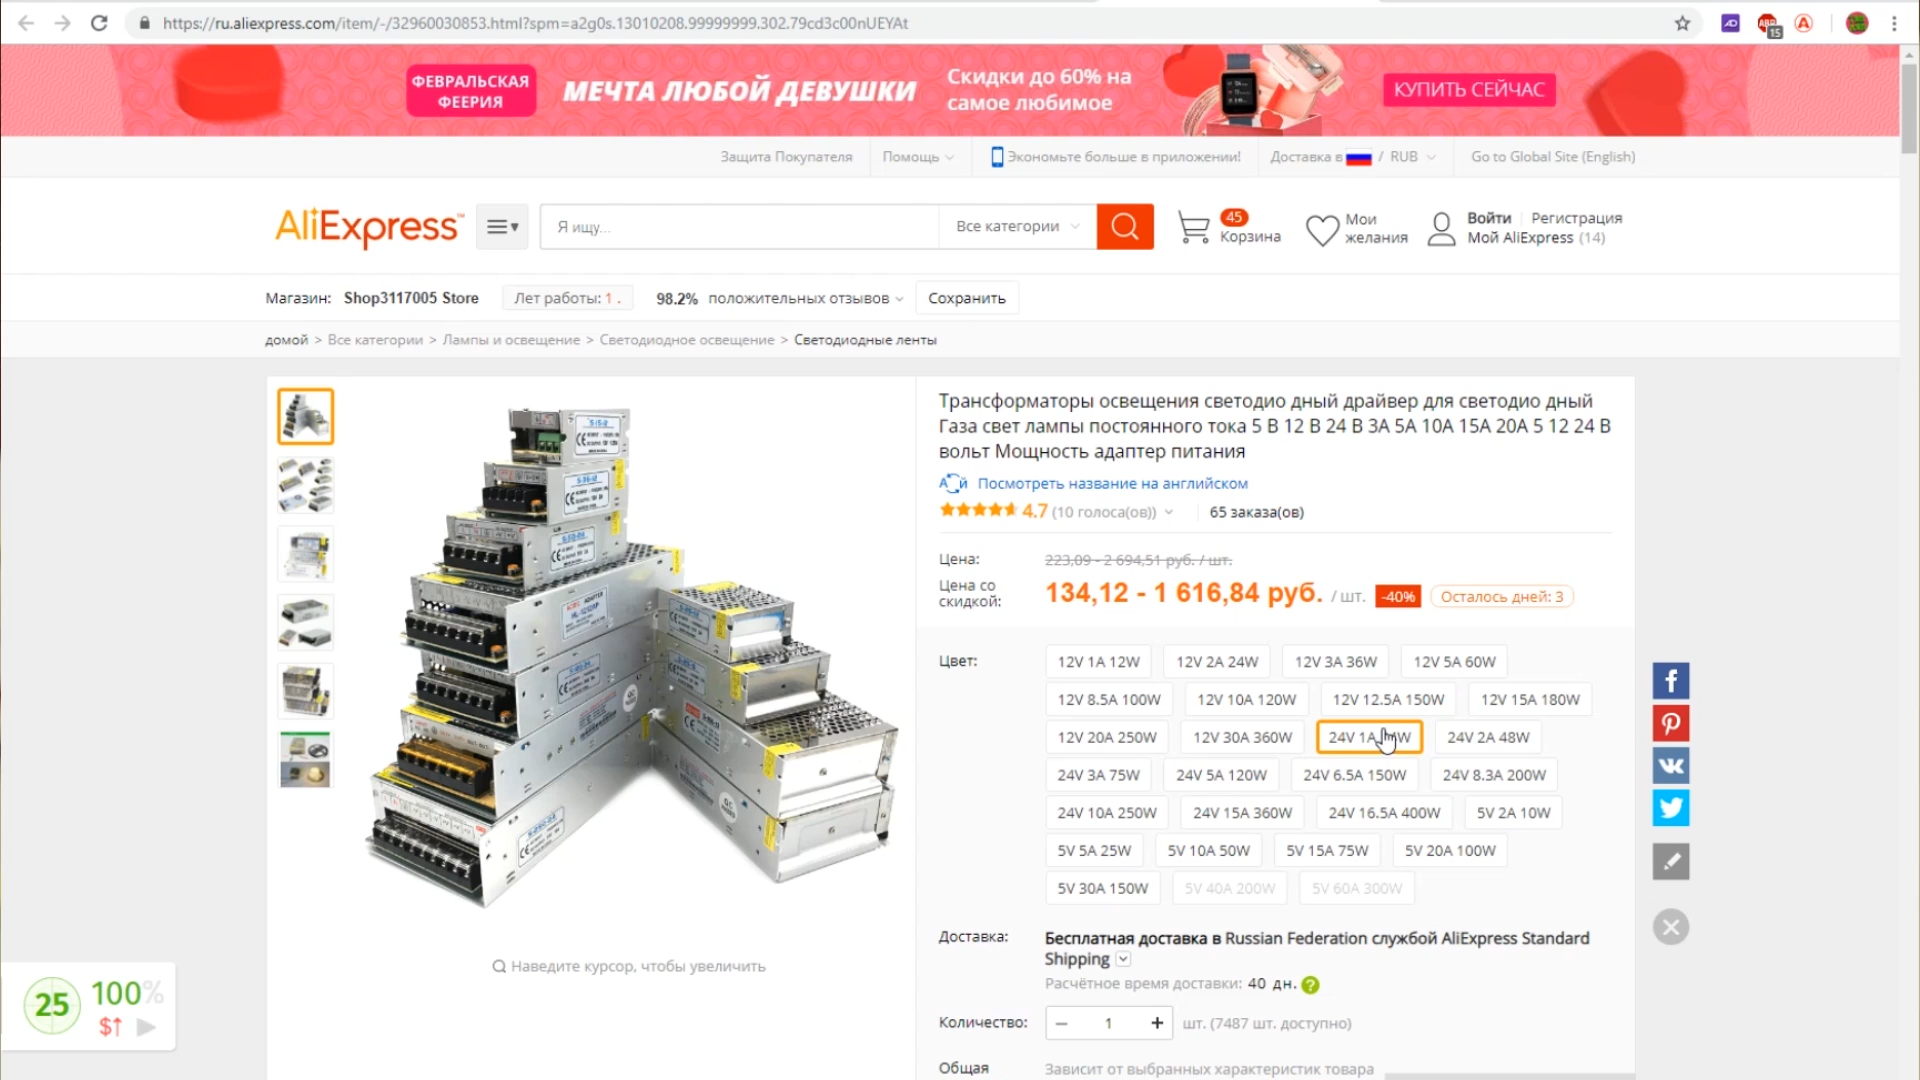 https://ru.aliexpress.com/item/-/32960030853.html?spm=a2g0s.13010208.99999999.302.79cd3c00nUEYAt
ABP
15
ФЕВРАЛЬСКАЯ
ФЕЕРИЯ
МЕЧТА ЛЮБОЙ ДЕВУШКИ
Скидки до 60% на
самое любимое
КУПИТЬ СЕЙЧАС
Защита Покупателя
Помощь
Экономьте больше в приложении!
Доставка в / RUB
Go to Global Site (English)
AliExpress™
Я ищу...
Все категории
45
Корзина
Мои
желания
Войти
Регистрация
Мой AliExpress (14)
Магазин: Shop3117005 Store
Лет работы: 1 .
98.2% положительных отзывов
Сохранить
домой > Все категории > Лампы и освещение > Светодиодное освещение > Светодиодные ленты
Трансформаторы освещения светодио дный драйвер для светодио дный
Газа свет лампы постоянного тока 5 В 12 В 24 В 3А 5А 10А 15А 20А 5 12 24 В
вольт Мощность адаптер питания
Посмотреть название на английском
4.7 (10 голоса(ов))
65 заказа(ов)
Цена:
223,09 - 2 694,51 руб. / шт.
Цена со
скидкой:
134,12 - 1 616,84 руб. / шт.
-40%
Осталось дней: 3
Цвет:
12V 1A 12W
12V 2A 24W
12V 3A 36W
12V 5A 60W
12V 8.5A 100W
12V 10A 120W
12V 12.5A 150W
12V 15A 180W
12V 20A 250W
12V 30A 360W
24V 1A
24V 2A 48W
24V 3A 75W
24V 5A 120W
24V 6.5A 150W
24V 8.3A 200W
24V 10A 250W
24V 15A 360W
24V 16.5A 400W
5V 2A 10W
5V 5A 25W
5V 10A 50W
5V 15A 75W
5V 20A 100W
5V 30A 150W
5V 40A 200W
5V 60A 300W
Доставка:
Бесплатная доставка в Russian Federation службой AliExpress Standard
Shipping
Расчётное время доставки: 40 дн. ?
Количество:
− 1 +
шт. (7487 шт. доступно)
Общая
Зависит от выбранных характеристик товара
Наведите курсор, чтобы увеличить
25
100%
$↑